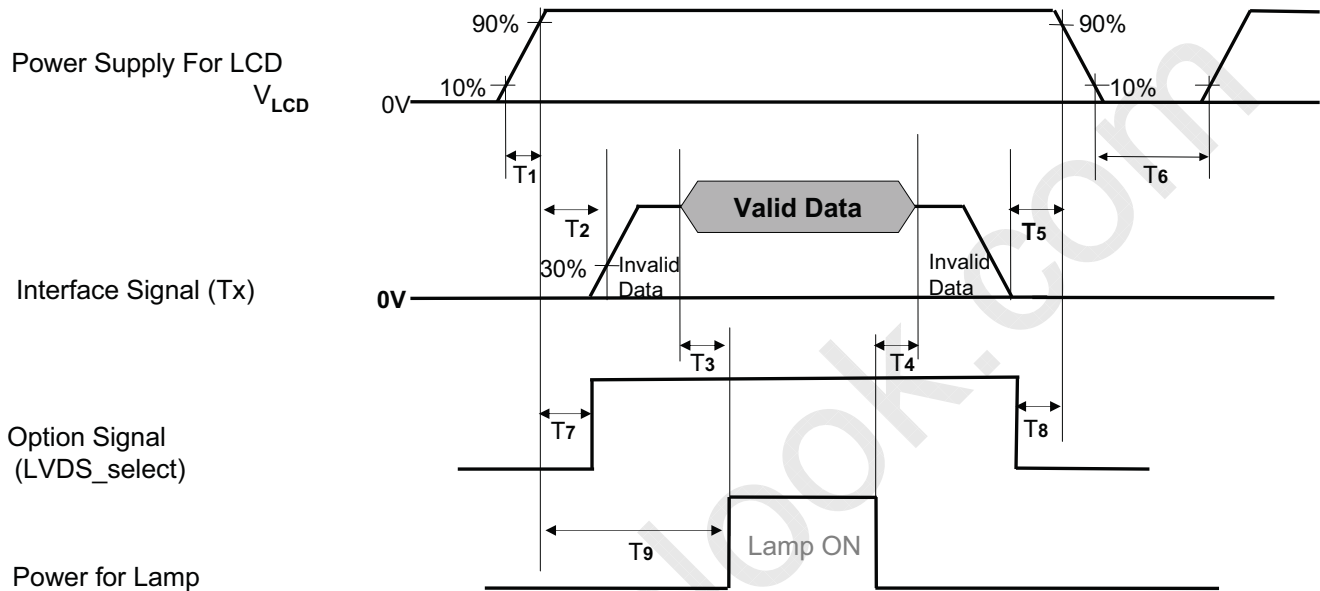 90%
90%
Power Supply For LCD
10%
10%
VLCD
0V
T1
T6
Valid Data
T2
T5
30%
Invalid
Data
Invalid
Data
Interface Signal (Tx)
0V
T3
T4
T7
T8
Option Signal
(LVDS_select)
T9
Lamp ON
Power for Lamp
look.com